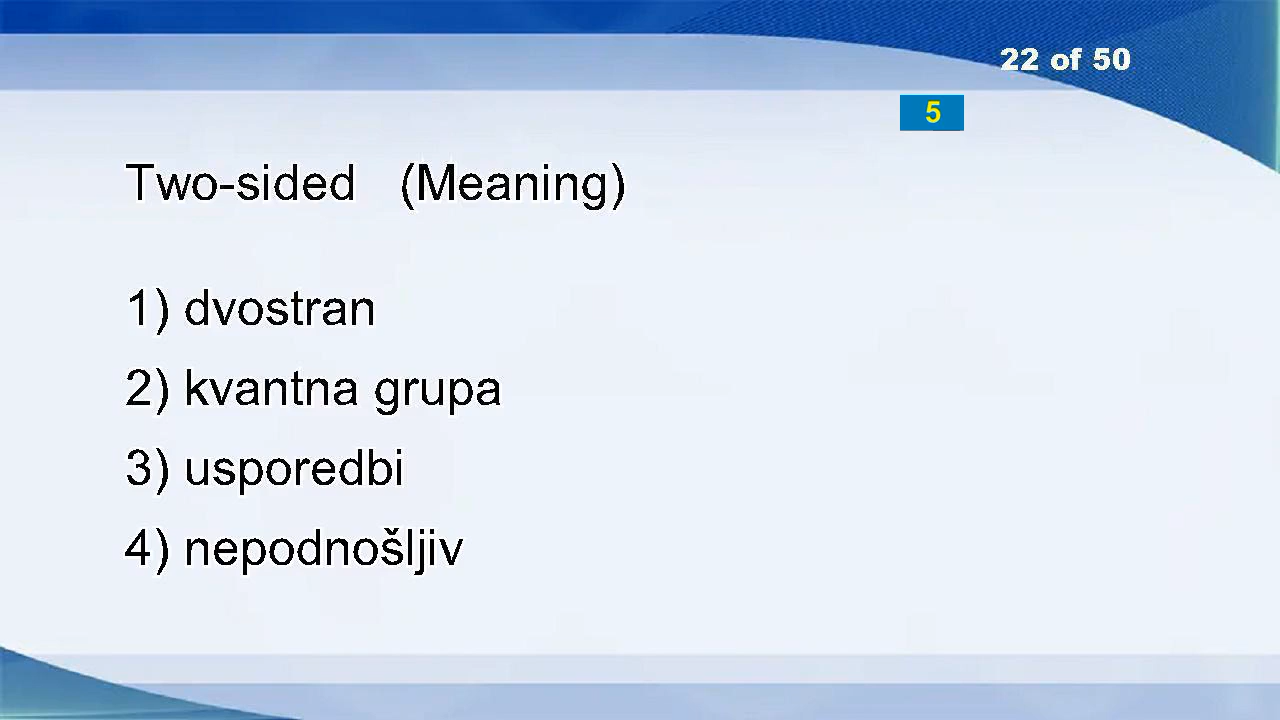 22 of 50
5
Two-sided (Meaning)
1) dvostran
2) kvantna grupa
3) usporedbi
4) nepodnošljiv